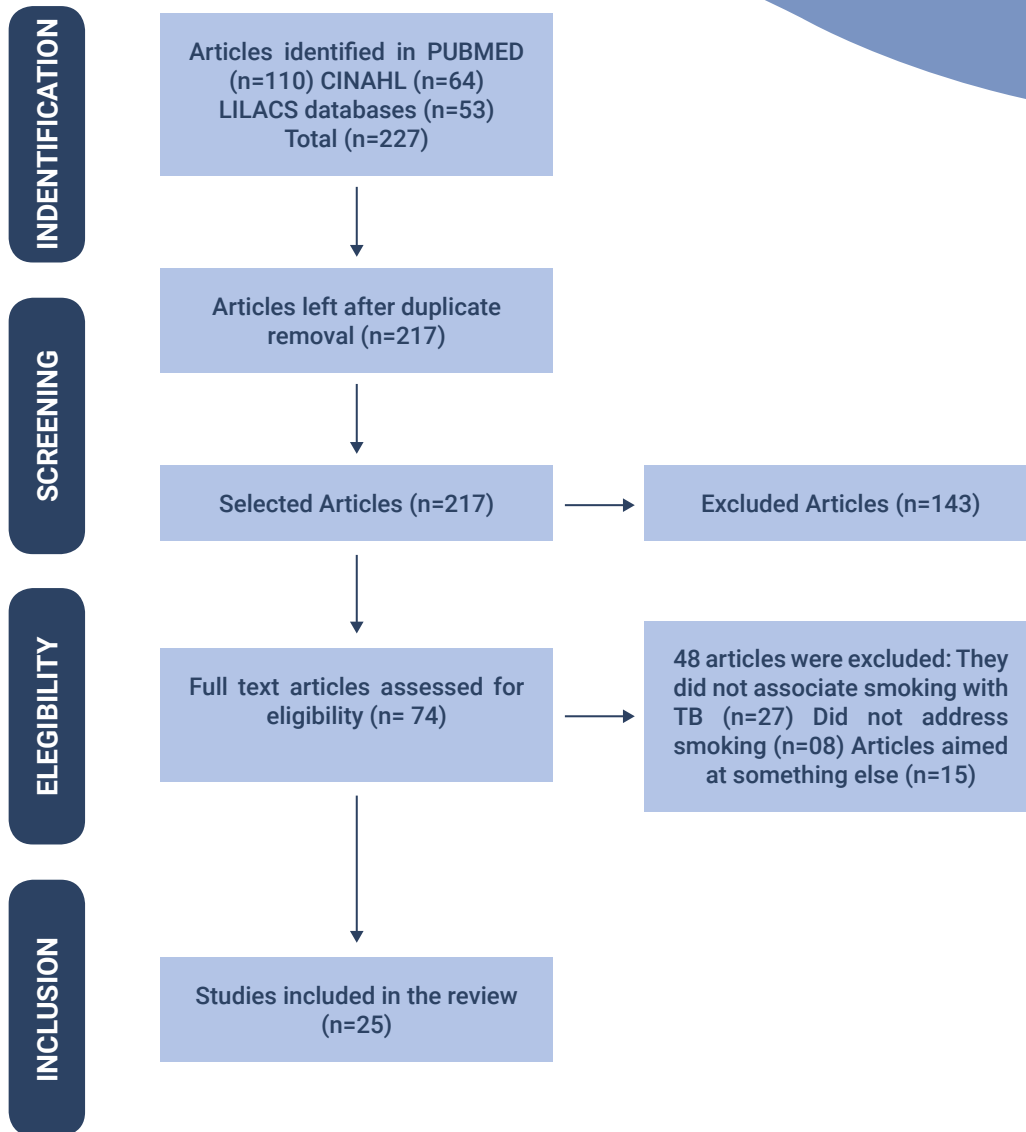 INDENTIFICATION
Articles identified in PUBMED
(n=110) CINAHL (n=64)
LILACS databases (n=53)
Total (n=227)
SCREENING
Articles left after duplicate
removal (n=217)
Selected Articles (n=217)
Excluded Articles (n=143)
ELEGIBILITY
Full text articles assessed for
eligibility (n= 74)
48 articles were excluded: They
did not associate smoking with
TB (n=27) Did not address
smoking (n=08) Articles aimed
at something else (n=15)
INCLUSION
Studies included in the review
(n=25)